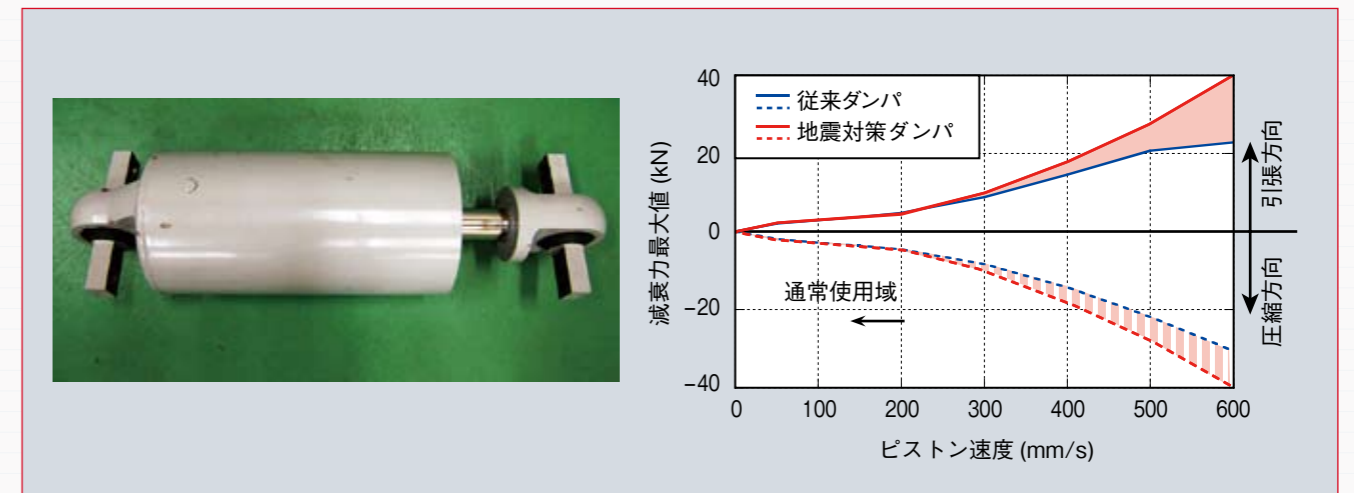 従来ダンパ
地震対策ダンパ
減衰力最大値 (kN)
40
20
0
−20
−40
通常使用域
引張方向
圧縮方向
0 100 200 300 400 500 600
ピストン速度 (mm/s)